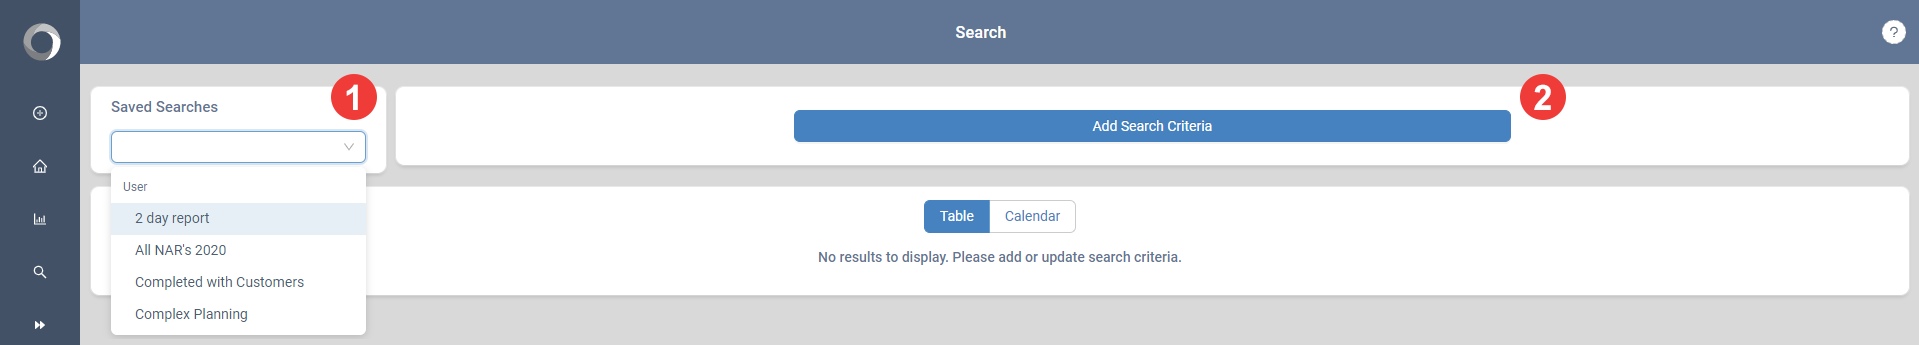 Search
?
Saved Searches
1
2
Add Search Criteria
User
2 day report
All NAR's 2020
Completed with Customers
Complex Planning
Table
Calendar
No results to display. Please add or update search criteria.